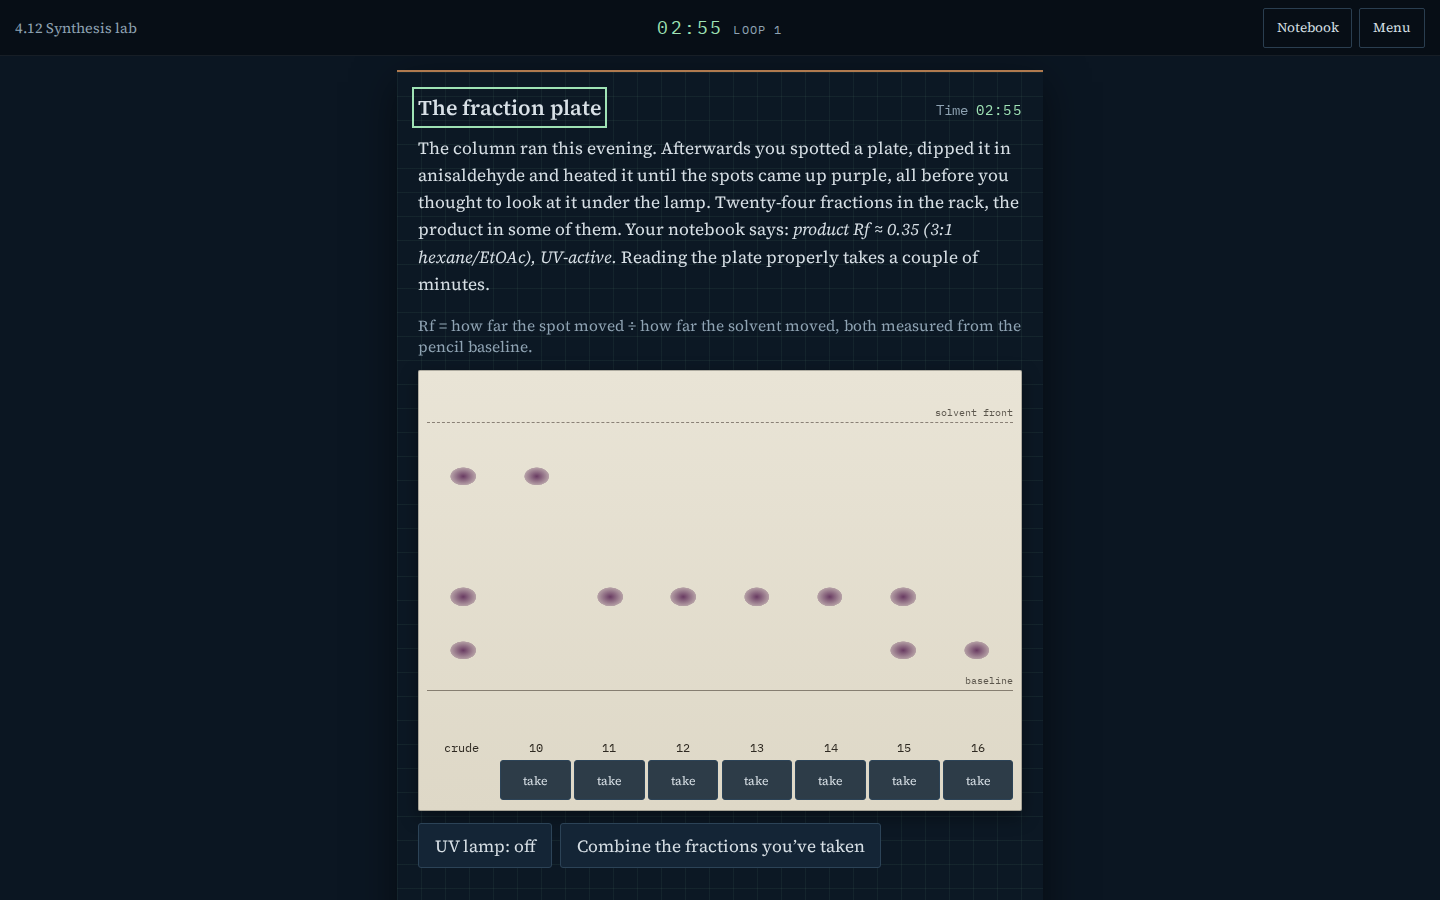 4.12 Synthesis lab
02:55 LOOP 1
Notebook
Menu
The fraction plate
Time 02:55
The column ran this evening. Afterwards you spotted a plate, dipped it in
anisaldehyde and heated it until the spots came up purple, all before you
thought to look at it under the lamp. Twenty-four fractions in the rack, the
product in some of them. Your notebook says: product Rf ≈ 0.35 (3:1
hexane/EtOAc), UV-active. Reading the plate properly takes a couple of
minutes.
Rf = how far the spot moved ÷ how far the solvent moved, both measured from the
pencil baseline.
solvent front
baseline
crude 10 11 12 13 14 15 16
take take take take take take take
UV lamp: off
Combine the fractions you’ve taken